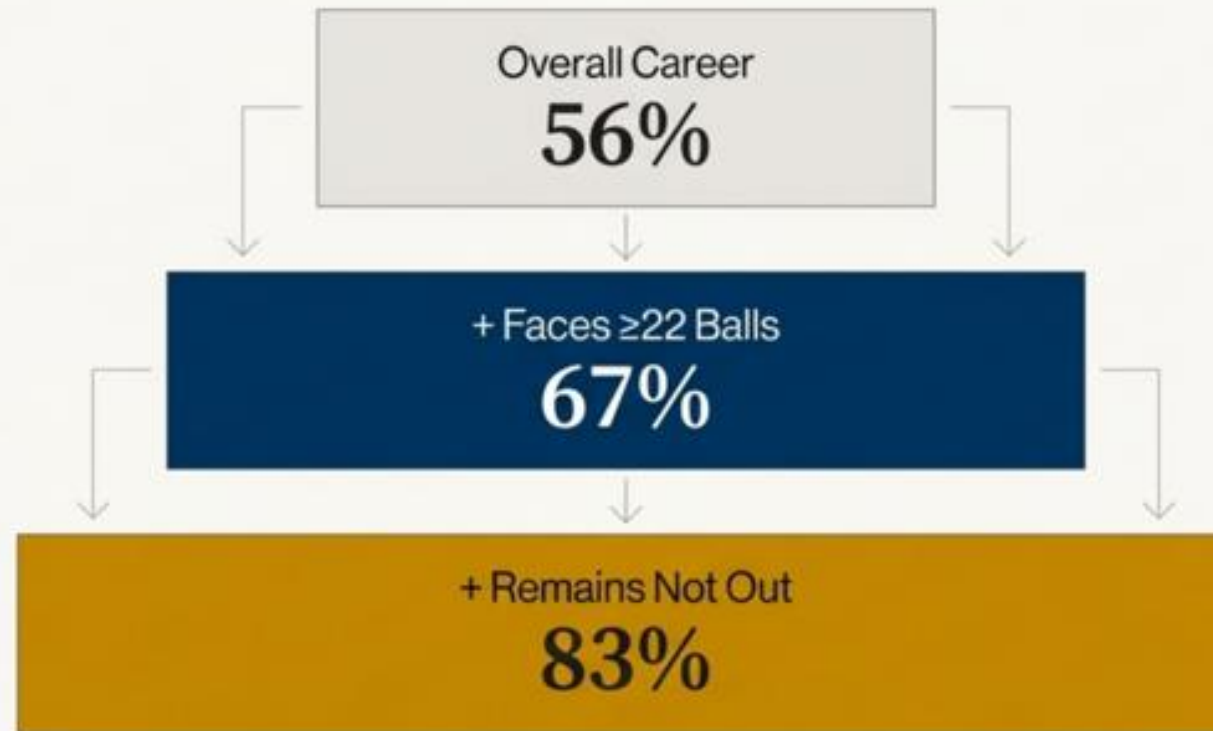 Overall Career
56%
+ Faces ≥22 Balls
67%
+ Remains Not Out
83%